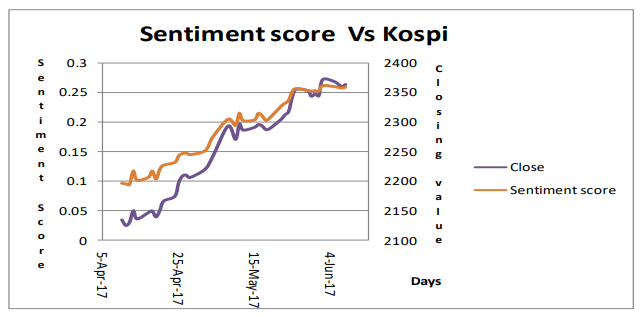 Sentiment score Vs Kospi
Sentiment Score
0.3
0.25
0.2
0.15
0.1
0.05
0
2400
2350
2300
2250
2200
2150
2100
Closing value
5-Apr-17
25-Apr-17
15-May-17
4-Jun-17
Days
Close
Sentiment score